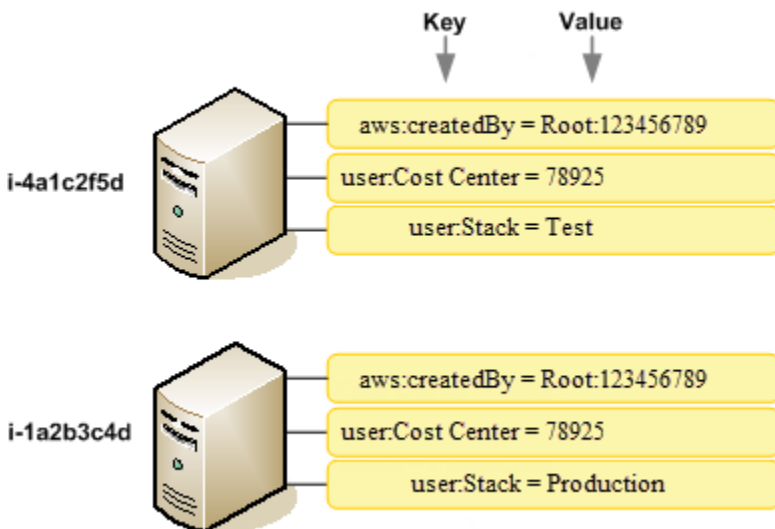 Key Value
aws:createdBy = Root:123456789
i-4a1c2f5d
user:Cost Center = 78925
user:Stack = Test
aws:createdBy = Root:123456789
i-1a2b3c4d
user:Cost Center = 78925
user:Stack = Production